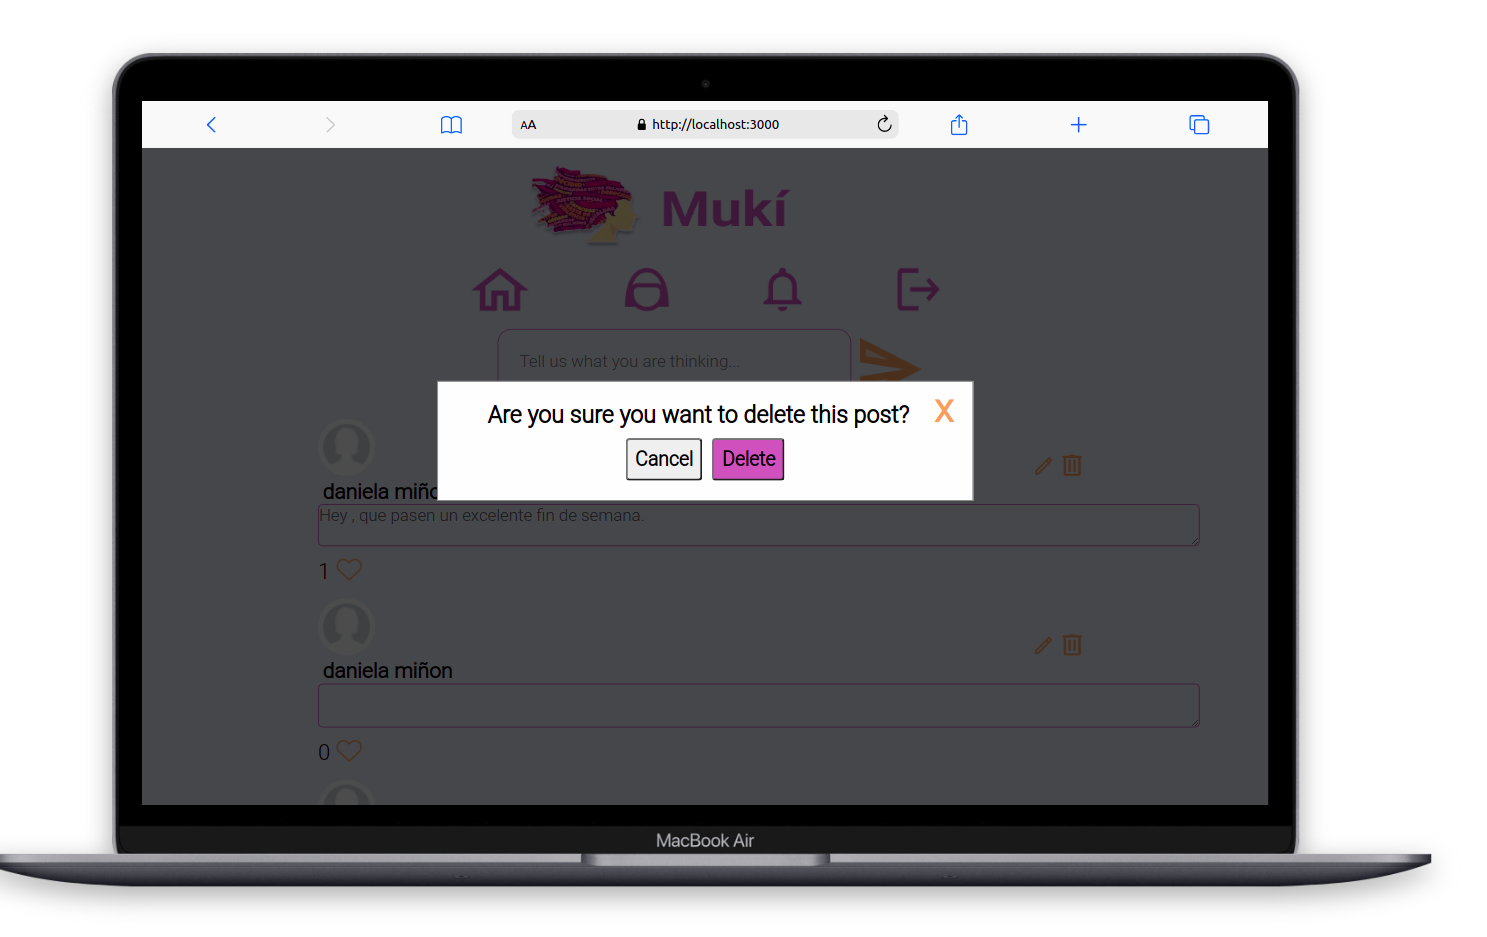 AA
http://localhost:3000
Mukí
Tell us what you are thinking...
Are you sure you want to delete this post?
X
Cancel
Delete
daniela miño
Hey , que pasen un excelente fin de semana.
1
daniela miñon
0
MacBook Air